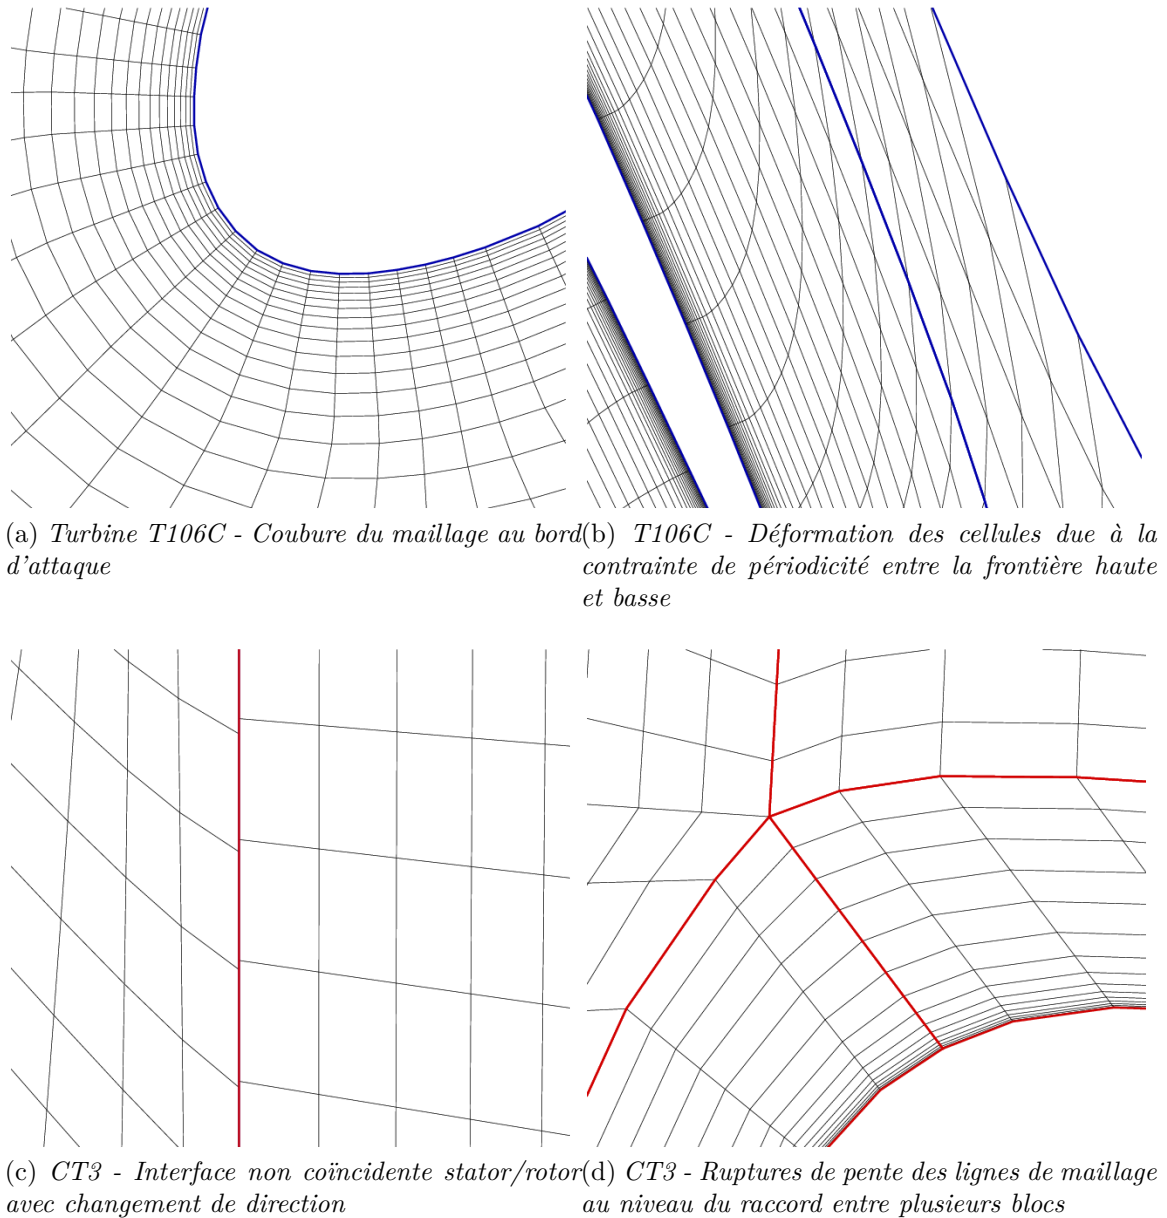 (a) Turbine T106C - Coubure du maillage au bord
d'attaque
(b) T106C - Déformation des cellules due à la
contrainte de périodicité entre la frontière haute
et basse
(c) CT3 - Interface non coïncidente stator/rotor
avec changement de direction
(d) CT3 - Ruptures de pente des lignes de maillage
au niveau du raccord entre plusieurs blocs